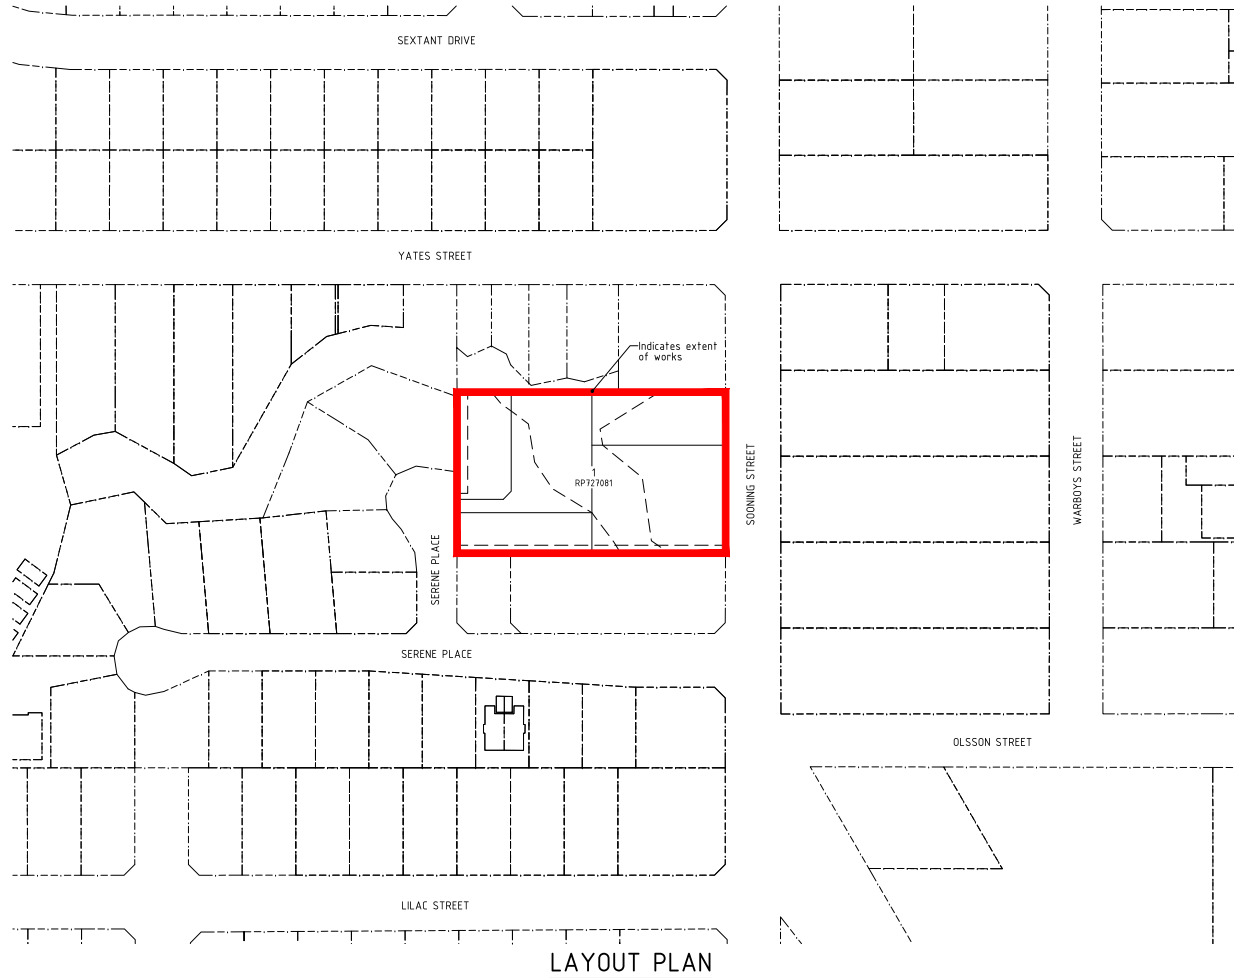 SEXTANT DRIVE
YATES STREET
Indicates extent
of works
1
RP727081
SOONING STREET
WARBOYS STREET
SERENE PLACE
SERENE PLACE
OLSSON STREET
LILAC STREET
LAYOUT PLAN